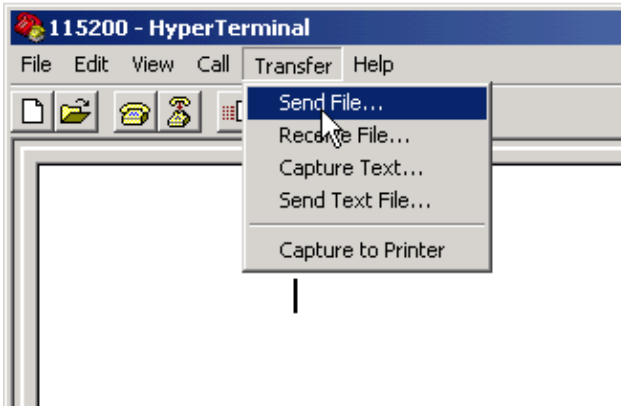 115200 - HyperTerminal
File Edit View Call Transfer Help
Send File...
Receive File...
Capture Text...
Send Text File...
Capture to Printer